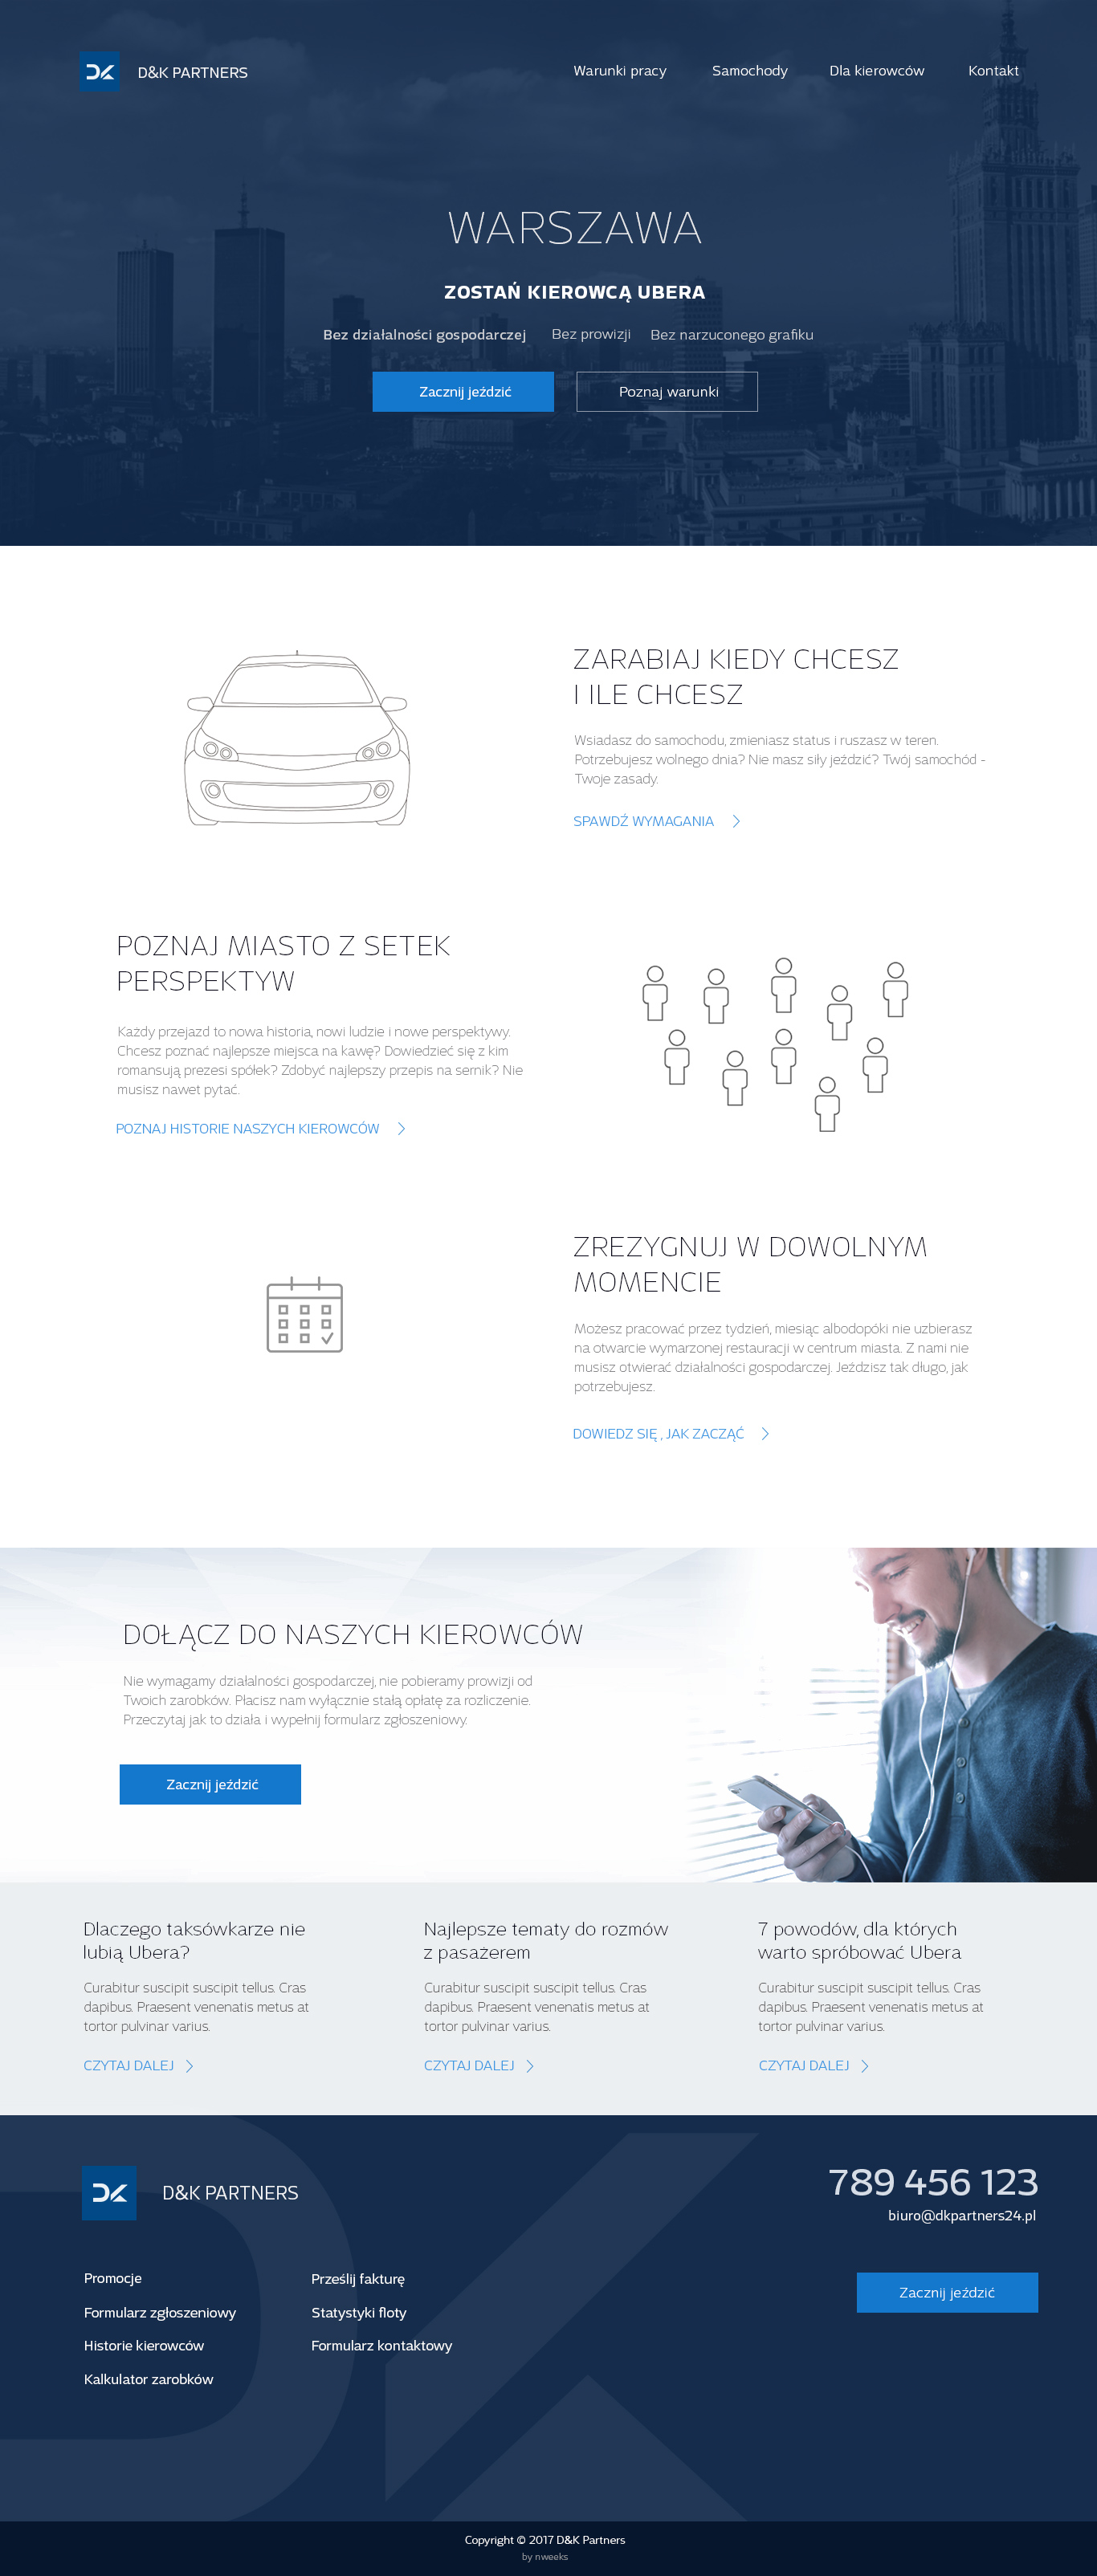 D&K PARTNERS
Warunki pracy Samochody Dla kierowców Kontakt
WARSZAWA
ZOSTAŃ KIEROWCĄ UBERA
Bez działalności gospodarczej Bez prowizji Bez narzuconego grafiku
Zacznij jeździć Poznaj warunki
ZARABIAJ KIEDY CHCESZ
I ILE CHCESZ
Wsiadasz do samochodu, zmieniasz status i ruszasz w teren.
Potrzebujesz wolnego dnia? Nie masz siły jeździć? Twój samochód -
Twoje zasady.
SPAWDŹ WYMAGANIA
POZNAJ MIASTO Z SETEK
PERSPEKTYW
Każdy przejazd to nowa historia, nowi ludzie i nowe perspektywy.
Chcesz poznać najlepsze miejsca na kawę? Dowiedzieć się z kim
romansują prezesi spółek? Zdobyć najlepszy przepis na sernik? Nie
musisz nawet pytać.
POZNAJ HISTORIE NASZYCH KIEROWCÓW
ZREZYGNUJ W DOWOLNYM
MOMENCIE
Możesz pracować przez tydzień, miesiąc albodopóki nie uzbierasz
na otwarcie wymarzonej restauracji w centrum miasta. Z nami nie
musisz otwierać działalności gospodarczej. Jeździsz tak długo, jak
potrzebujesz.
DOWIEDZ SIĘ , JAK ZACZĄĆ
DOŁĄCZ DO NASZYCH KIEROWCÓW
Nie wymagamy działalności gospodarczej, nie pobieramy prowizji od
Twoich zarobków. Płacisz nam wyłącznie stałą opłatę za rozliczenie.
Przeczytaj jak to działa i wypełnij formularz zgłoszeniowy.
Zacznij jeździć
Dlaczego taksówkarze nie
lubią Ubera?
Curabitur suscipit suscipit tellus. Cras
dapibus. Praesent venenatis metus at
tortor pulvinar varius.
CZYTAJ DALEJ
Najlepsze tematy do rozmów
z pasażerem
Curabitur suscipit suscipit tellus. Cras
dapibus. Praesent venenatis metus at
tortor pulvinar varius.
CZYTAJ DALEJ
7 powodów, dla których
warto spróbować Ubera
Curabitur suscipit suscipit tellus. Cras
dapibus. Praesent venenatis metus at
tortor pulvinar varius.
CZYTAJ DALEJ
D&K PARTNERS
789 456 123
biuro@dkpartners24.pl
Promocje
Formularz zgłoszeniowy
Historie kierowców
Kalkulator zarobków
Prześlij fakturę
Statystyki floty
Formularz kontaktowy
Zacznij jeździć
Copyright © 2017 D&K Partners
by nweeks